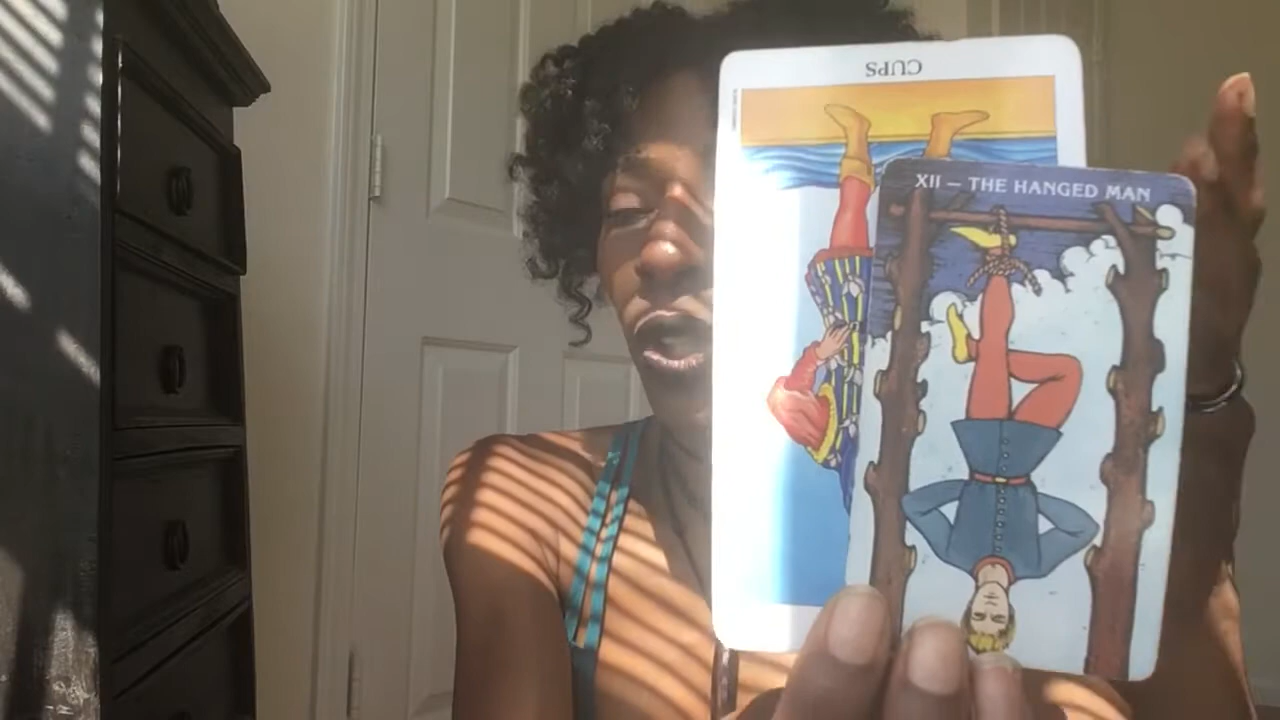 CUPS
XII – THE HANGED MAN